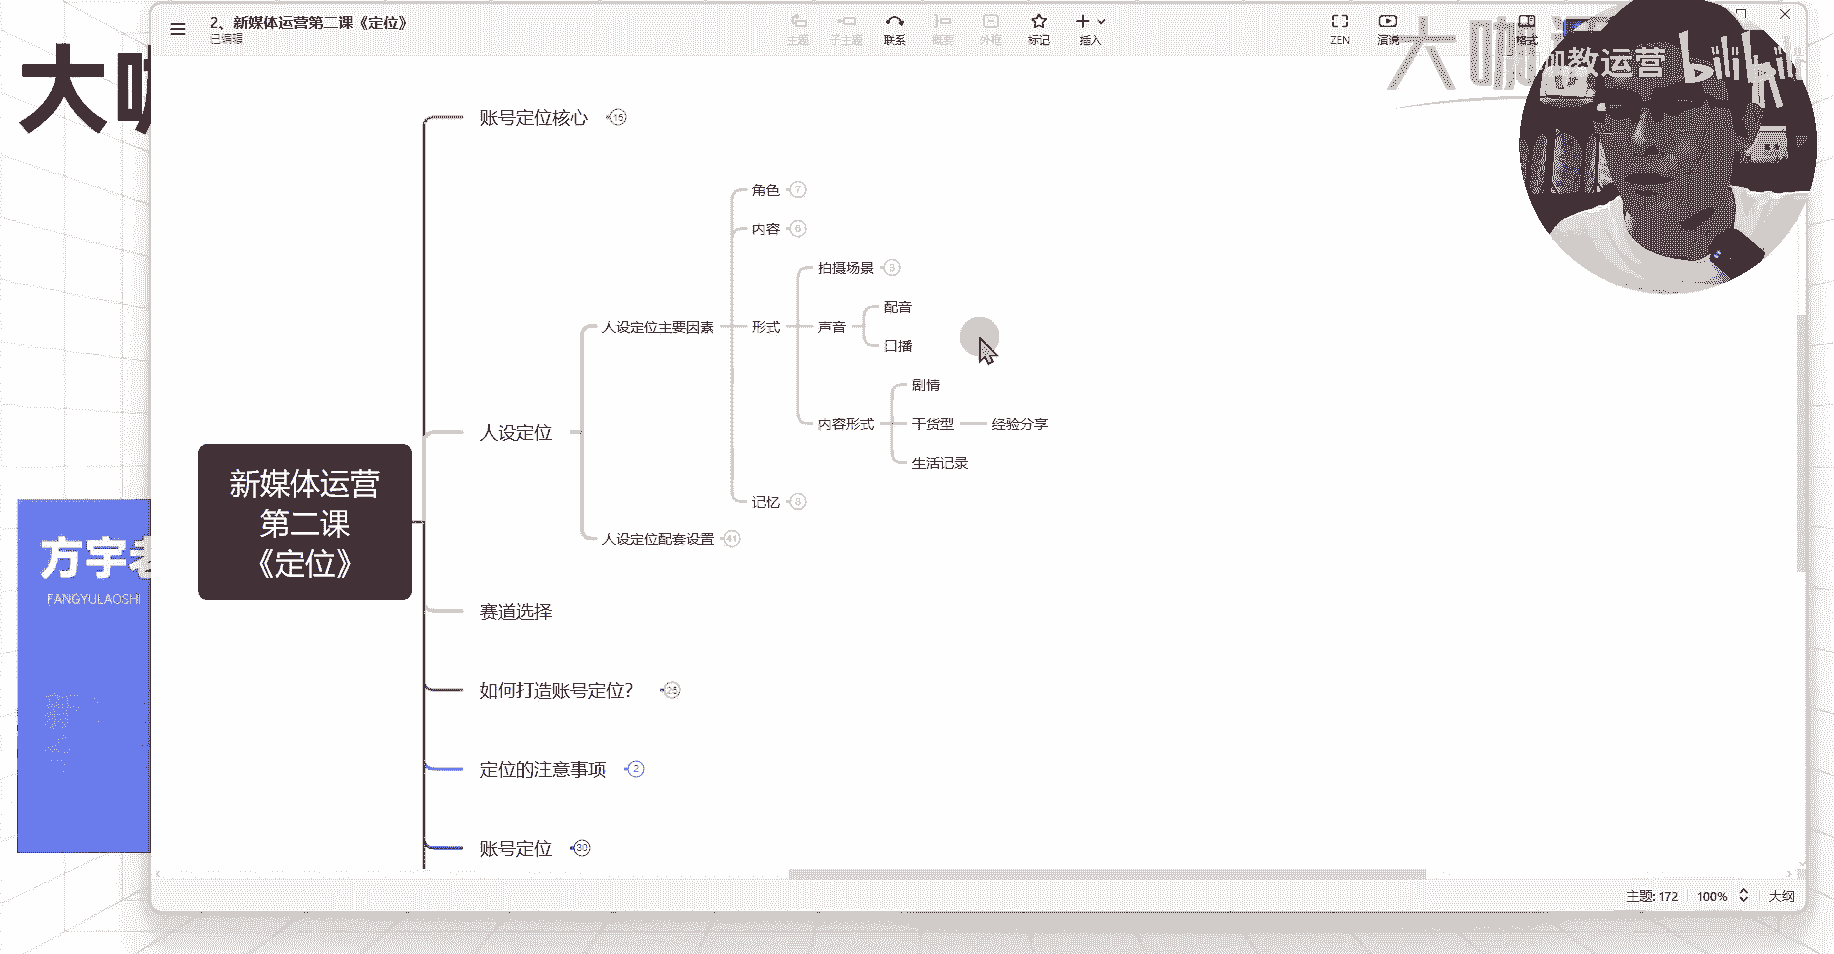 2、新媒体运营第二课《定位》
已编辑
主题
子主题
联系
概要
外框
标记
插入
ZEN
演说
格式
大咖
教运营
bilibili
大
方宇
FANGYULAOSHI
账号定位核心
15
角色
7
内容
6
拍摄场景
3
配音
人设定位主要因素
形式
声音
口播
剧情
内容形式
干货型
经验分享
人设定位
生活记录
记忆
8
人设定位配套设置
41
新媒体运营
第二课
《定位》
赛道选择
如何打造账号定位?
定位的注意事项
2
账号定位
30
主题: 172
100%
大纲